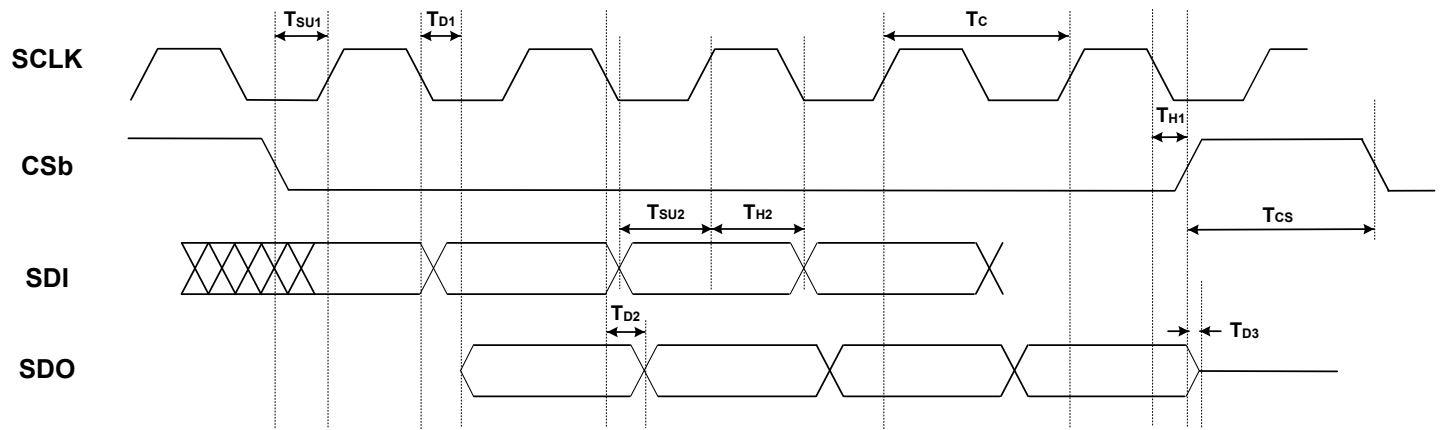 TSU1
TD1
TC
SCLK
TH1
CSb
TSU2
TH2
TCS
SDI
TD2
TD3
SDO